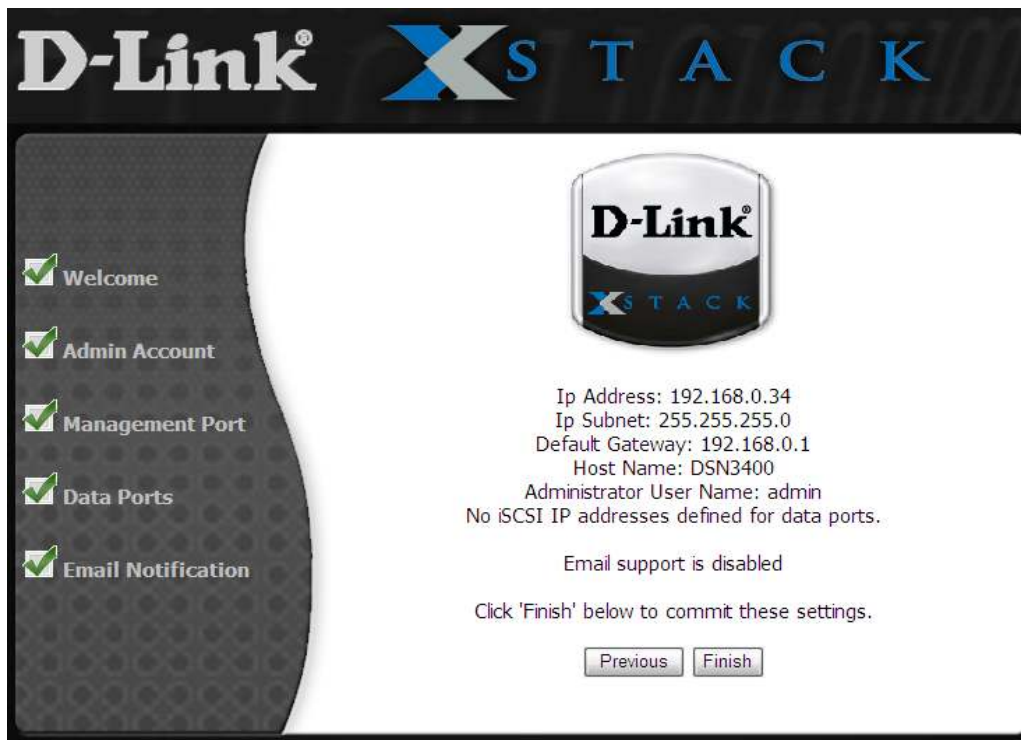 D-Link® XSTACK
D-Link®
XSTACK
Welcome
Admin Account
Management Port
Data Ports
Email Notification
Ip Address: 192.168.0.34
Ip Subnet: 255.255.255.0
Default Gateway: 192.168.0.1
Host Name: DSN3400
Administrator User Name: admin
No iSCSI IP addresses defined for data ports.
Email support is disabled
Click 'Finish' below to commit these settings.
Previous Finish